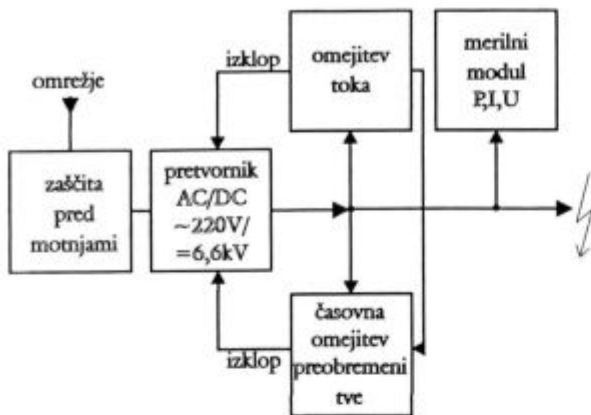 omrežje
zaščita
pred
motnjami
pretvornik
AC/DC
~220V/
=6,6kV
izklop
omejitev
toka
merilni
modul
P,I,U
izklop
časovna
omejitev
preobremeni
tve